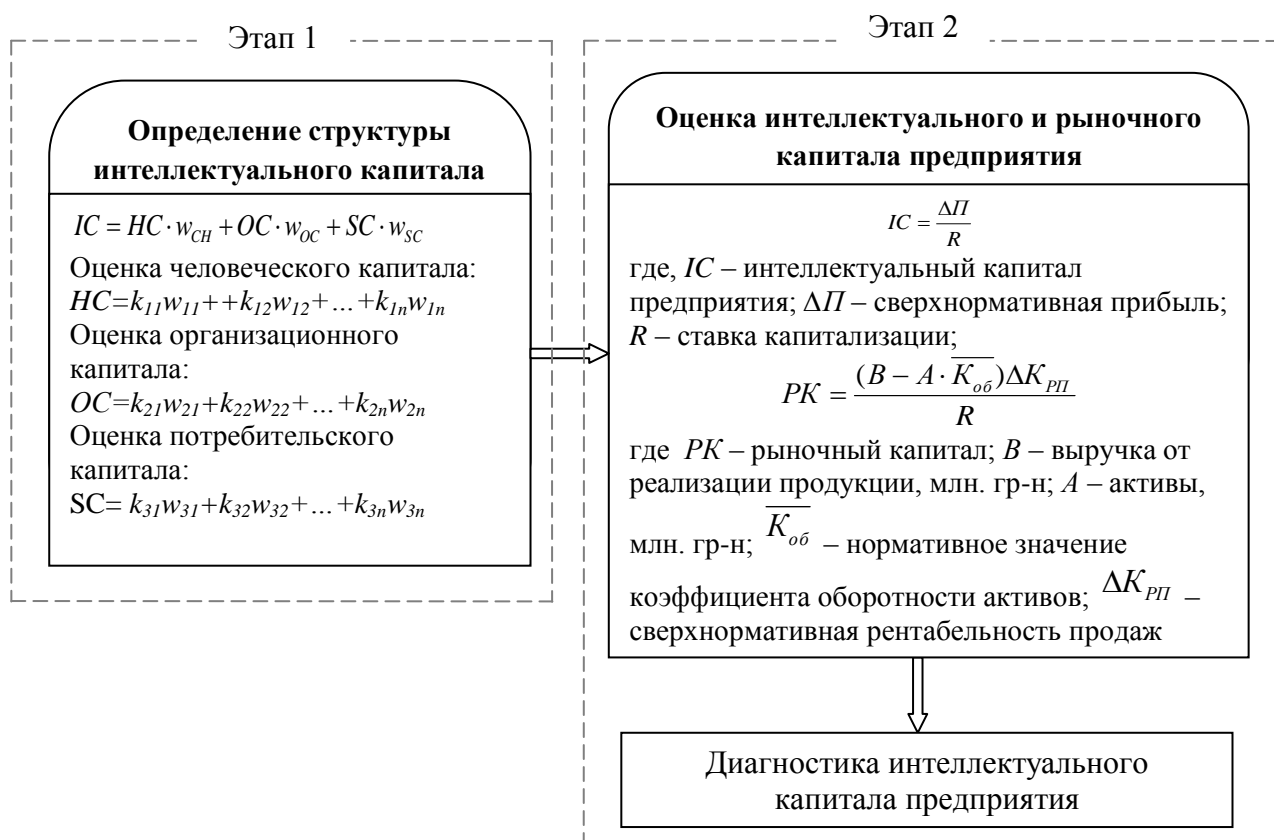 Этап 1
Определение структуры
интеллектуального капитала
IC = HC · w_CH + OC · w_OC + SC · w_SC
Оценка человеческого капитала:
HC=k₁₁w₁₁++k₁₂w₁₂+…+k₁ₙw₁ₙ
Оценка организационного
капитала:
OC=k₂₁w₂₁+k₂₂w₂₂+…+k₂ₙw₂ₙ
Оценка потребительского
капитала:
SC= k₃₁w₃₁+k₃₂w₃₂+…+k₃ₙw₃ₙ
Этап 2
Оценка интеллектуального и рыночного
капитала предприятия
IC = ΔП / R
где, IC – интеллектуальный капитал
предприятия; ΔП – сверхнормативная прибыль;
R – ставка капитализации;
РК = (В – А · K̅_об)ΔK_РП / R
где РК – рыночный капитал; В – выручка от
реализации продукции, млн. гр-н; А – активы,
млн. гр-н; K̅_об – нормативное значение
коэффициента оборотности активов; ΔK_РП –
сверхнормативная рентабельность продаж
Диагностика интеллектуального
капитала предприятия